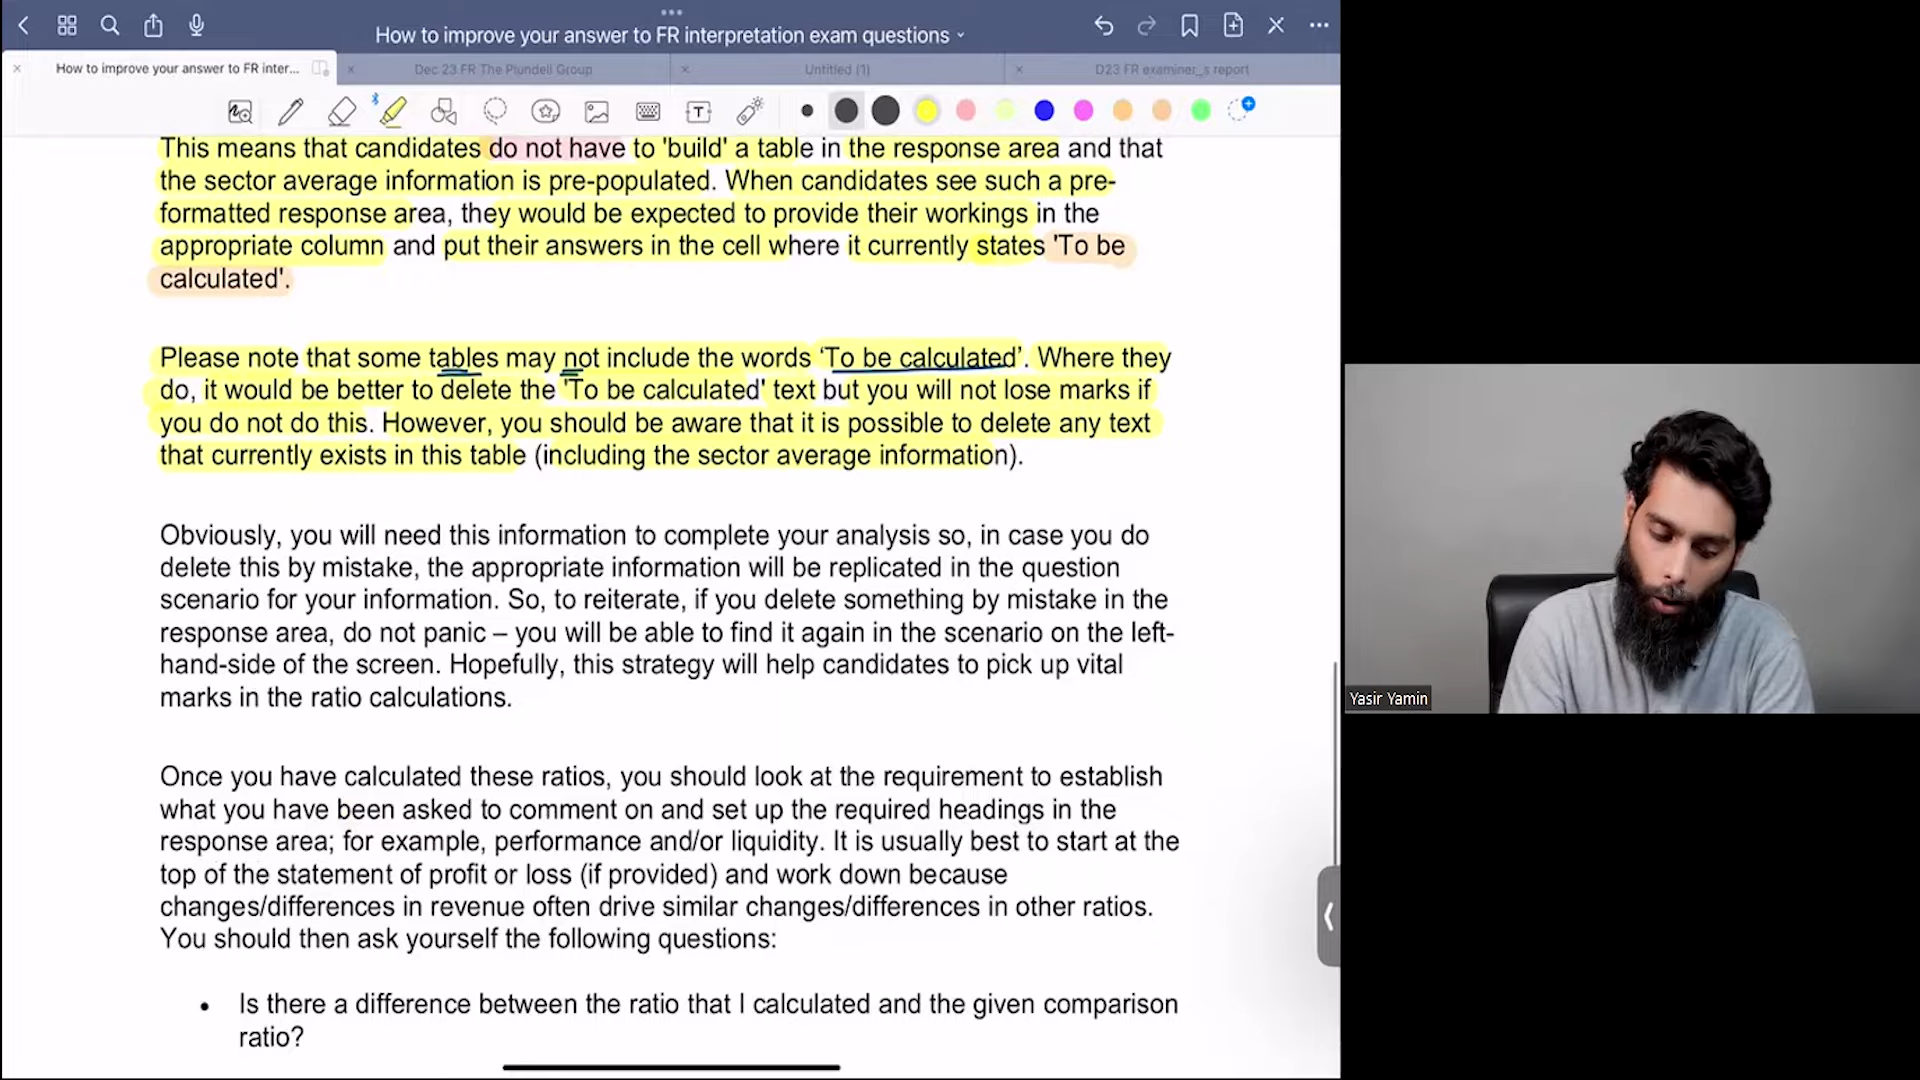 How to improve your answer to FR interpretation exam questions
How to improve your answer to FR inter...
Dec 23 FR The Plundell Group
Untitled (1)
D23 FR examiner_s report
This means that candidates do not have to 'build' a table in the response area and that
the sector average information is pre-populated. When candidates see such a pre-
formatted response area, they would be expected to provide their workings in the
appropriate column and put their answers in the cell where it currently states 'To be
calculated'.
Please note that some tables may not include the words ‘To be calculated’. Where they
do, it would be better to delete the 'To be calculated' text but you will not lose marks if
you do not do this. However, you should be aware that it is possible to delete any text
that currently exists in this table (including the sector average information).
Obviously, you will need this information to complete your analysis so, in case you do
delete this by mistake, the appropriate information will be replicated in the question
scenario for your information. So, to reiterate, if you delete something by mistake in the
response area, do not panic – you will be able to find it again in the scenario on the left-
hand-side of the screen. Hopefully, this strategy will help candidates to pick up vital
marks in the ratio calculations.
Once you have calculated these ratios, you should look at the requirement to establish
what you have been asked to comment on and set up the required headings in the
response area; for example, performance and/or liquidity. It is usually best to start at the
top of the statement of profit or loss (if provided) and work down because
changes/differences in revenue often drive similar changes/differences in other ratios.
You should then ask yourself the following questions:
• Is there a difference between the ratio that I calculated and the given comparison
ratio?
Yasir Yamin